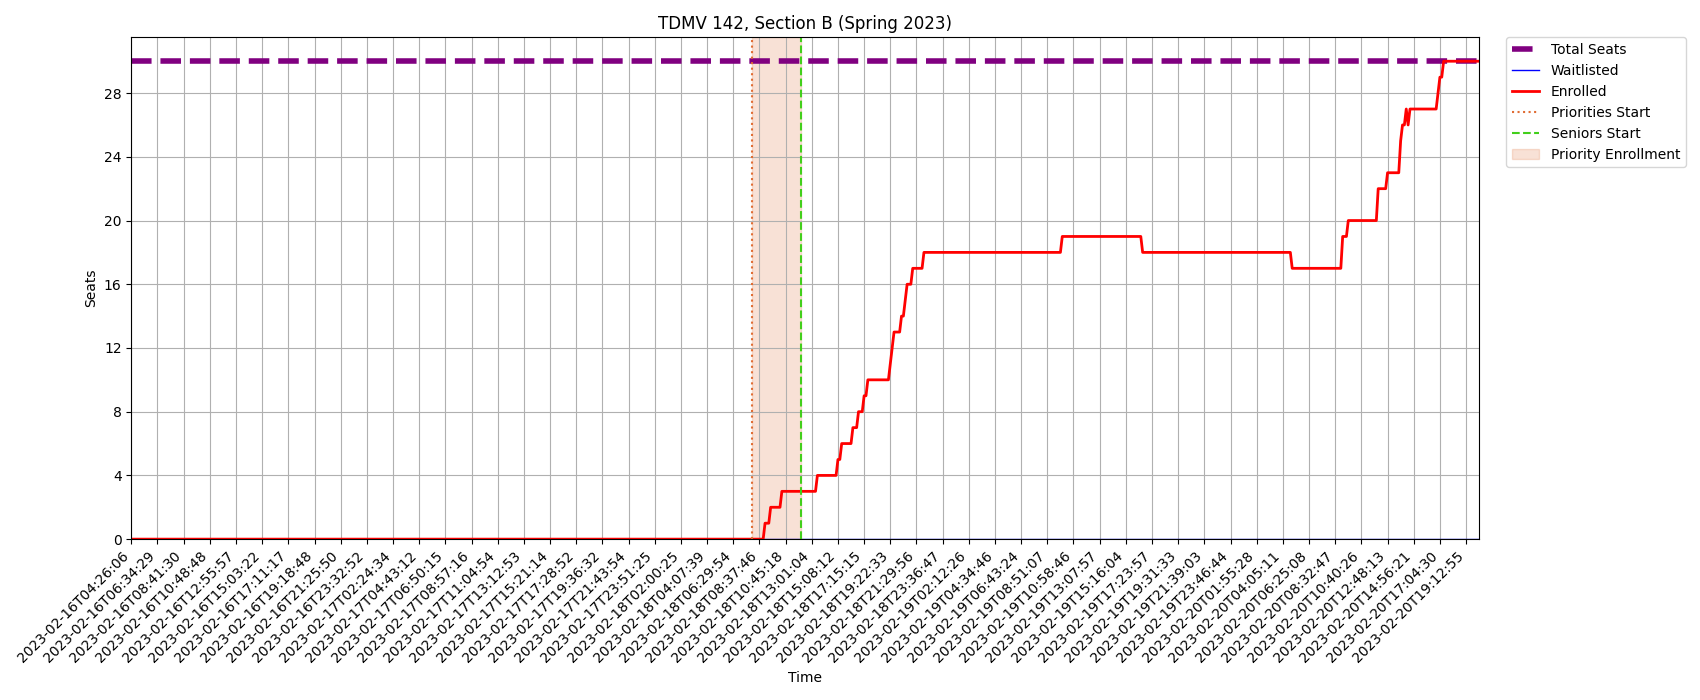 TDMV 142, Section B (Spring 2023)
Total Seats
Waitlisted
Enrolled
Priorities Start
Seniors Start
Priority Enrollment
Seats
28
24
20
16
12
8
4
0
2023-02-16T04:26:06
2023-02-16T06:34:29
2023-02-16T08:41:30
2023-02-16T10:48:48
2023-02-16T12:55:57
2023-02-16T15:03:22
2023-02-16T17:11:17
2023-02-16T19:18:48
2023-02-16T21:25:50
2023-02-16T23:32:52
2023-02-17T02:24:34
2023-02-17T04:43:12
2023-02-17T06:50:15
2023-02-17T08:57:16
2023-02-17T11:04:54
2023-02-17T13:12:53
2023-02-17T15:21:14
2023-02-17T17:28:52
2023-02-17T19:36:32
2023-02-17T21:43:54
2023-02-17T23:51:25
2023-02-18T02:00:25
2023-02-18T04:07:39
2023-02-18T06:29:54
2023-02-18T08:37:46
2023-02-18T10:45:18
2023-02-18T13:01:04
2023-02-18T15:08:12
2023-02-18T17:15:15
2023-02-18T19:22:33
2023-02-18T21:29:56
2023-02-18T23:36:47
2023-02-19T02:12:26
2023-02-19T04:34:46
2023-02-19T06:43:24
2023-02-19T08:51:07
2023-02-19T10:58:46
2023-02-19T13:07:57
2023-02-19T15:16:04
2023-02-19T17:23:57
2023-02-19T19:31:33
2023-02-19T21:39:03
2023-02-19T23:46:44
2023-02-20T01:55:28
2023-02-20T04:05:11
2023-02-20T06:25:08
2023-02-20T08:32:47
2023-02-20T10:40:26
2023-02-20T12:48:13
2023-02-20T14:56:21
2023-02-20T17:04:30
2023-02-20T19:12:55
Time